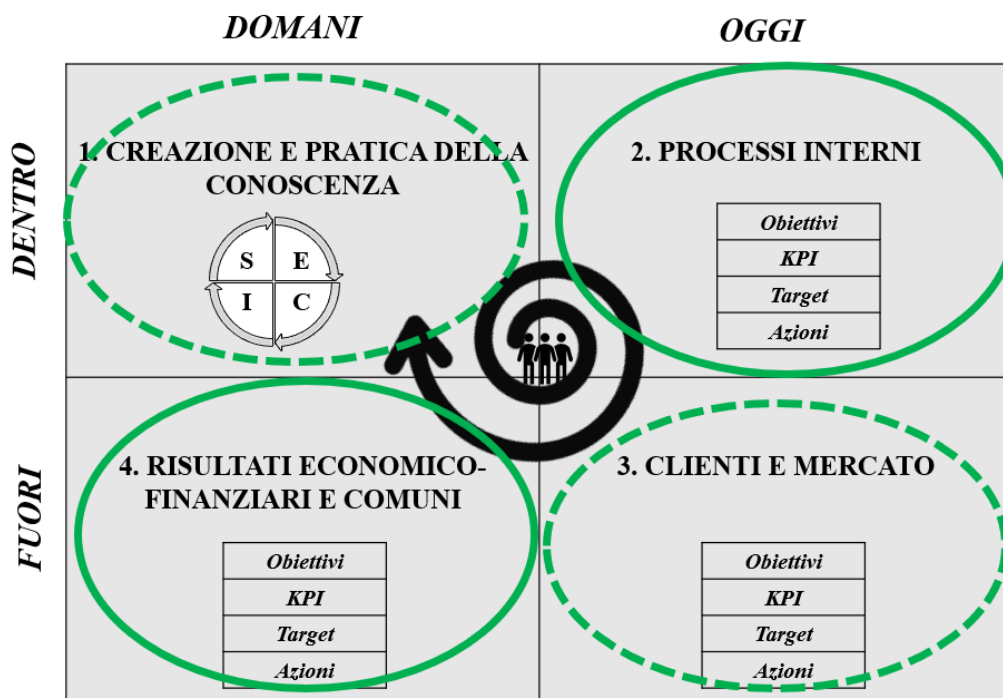 DOMANI
OGGI
DENTRO
1. CREAZIONE E PRATICA DELLA
CONOSCENZA
S E
I C
2. PROCESSI INTERNI
Obiettivi
KPI
Target
Azioni
FUORI
4. RISULTATI ECONOMICO-
FINANZIARI E COMUNI
Obiettivi
KPI
Target
Azioni
3. CLIENTI E MERCATO
Obiettivi
KPI
Target
Azioni